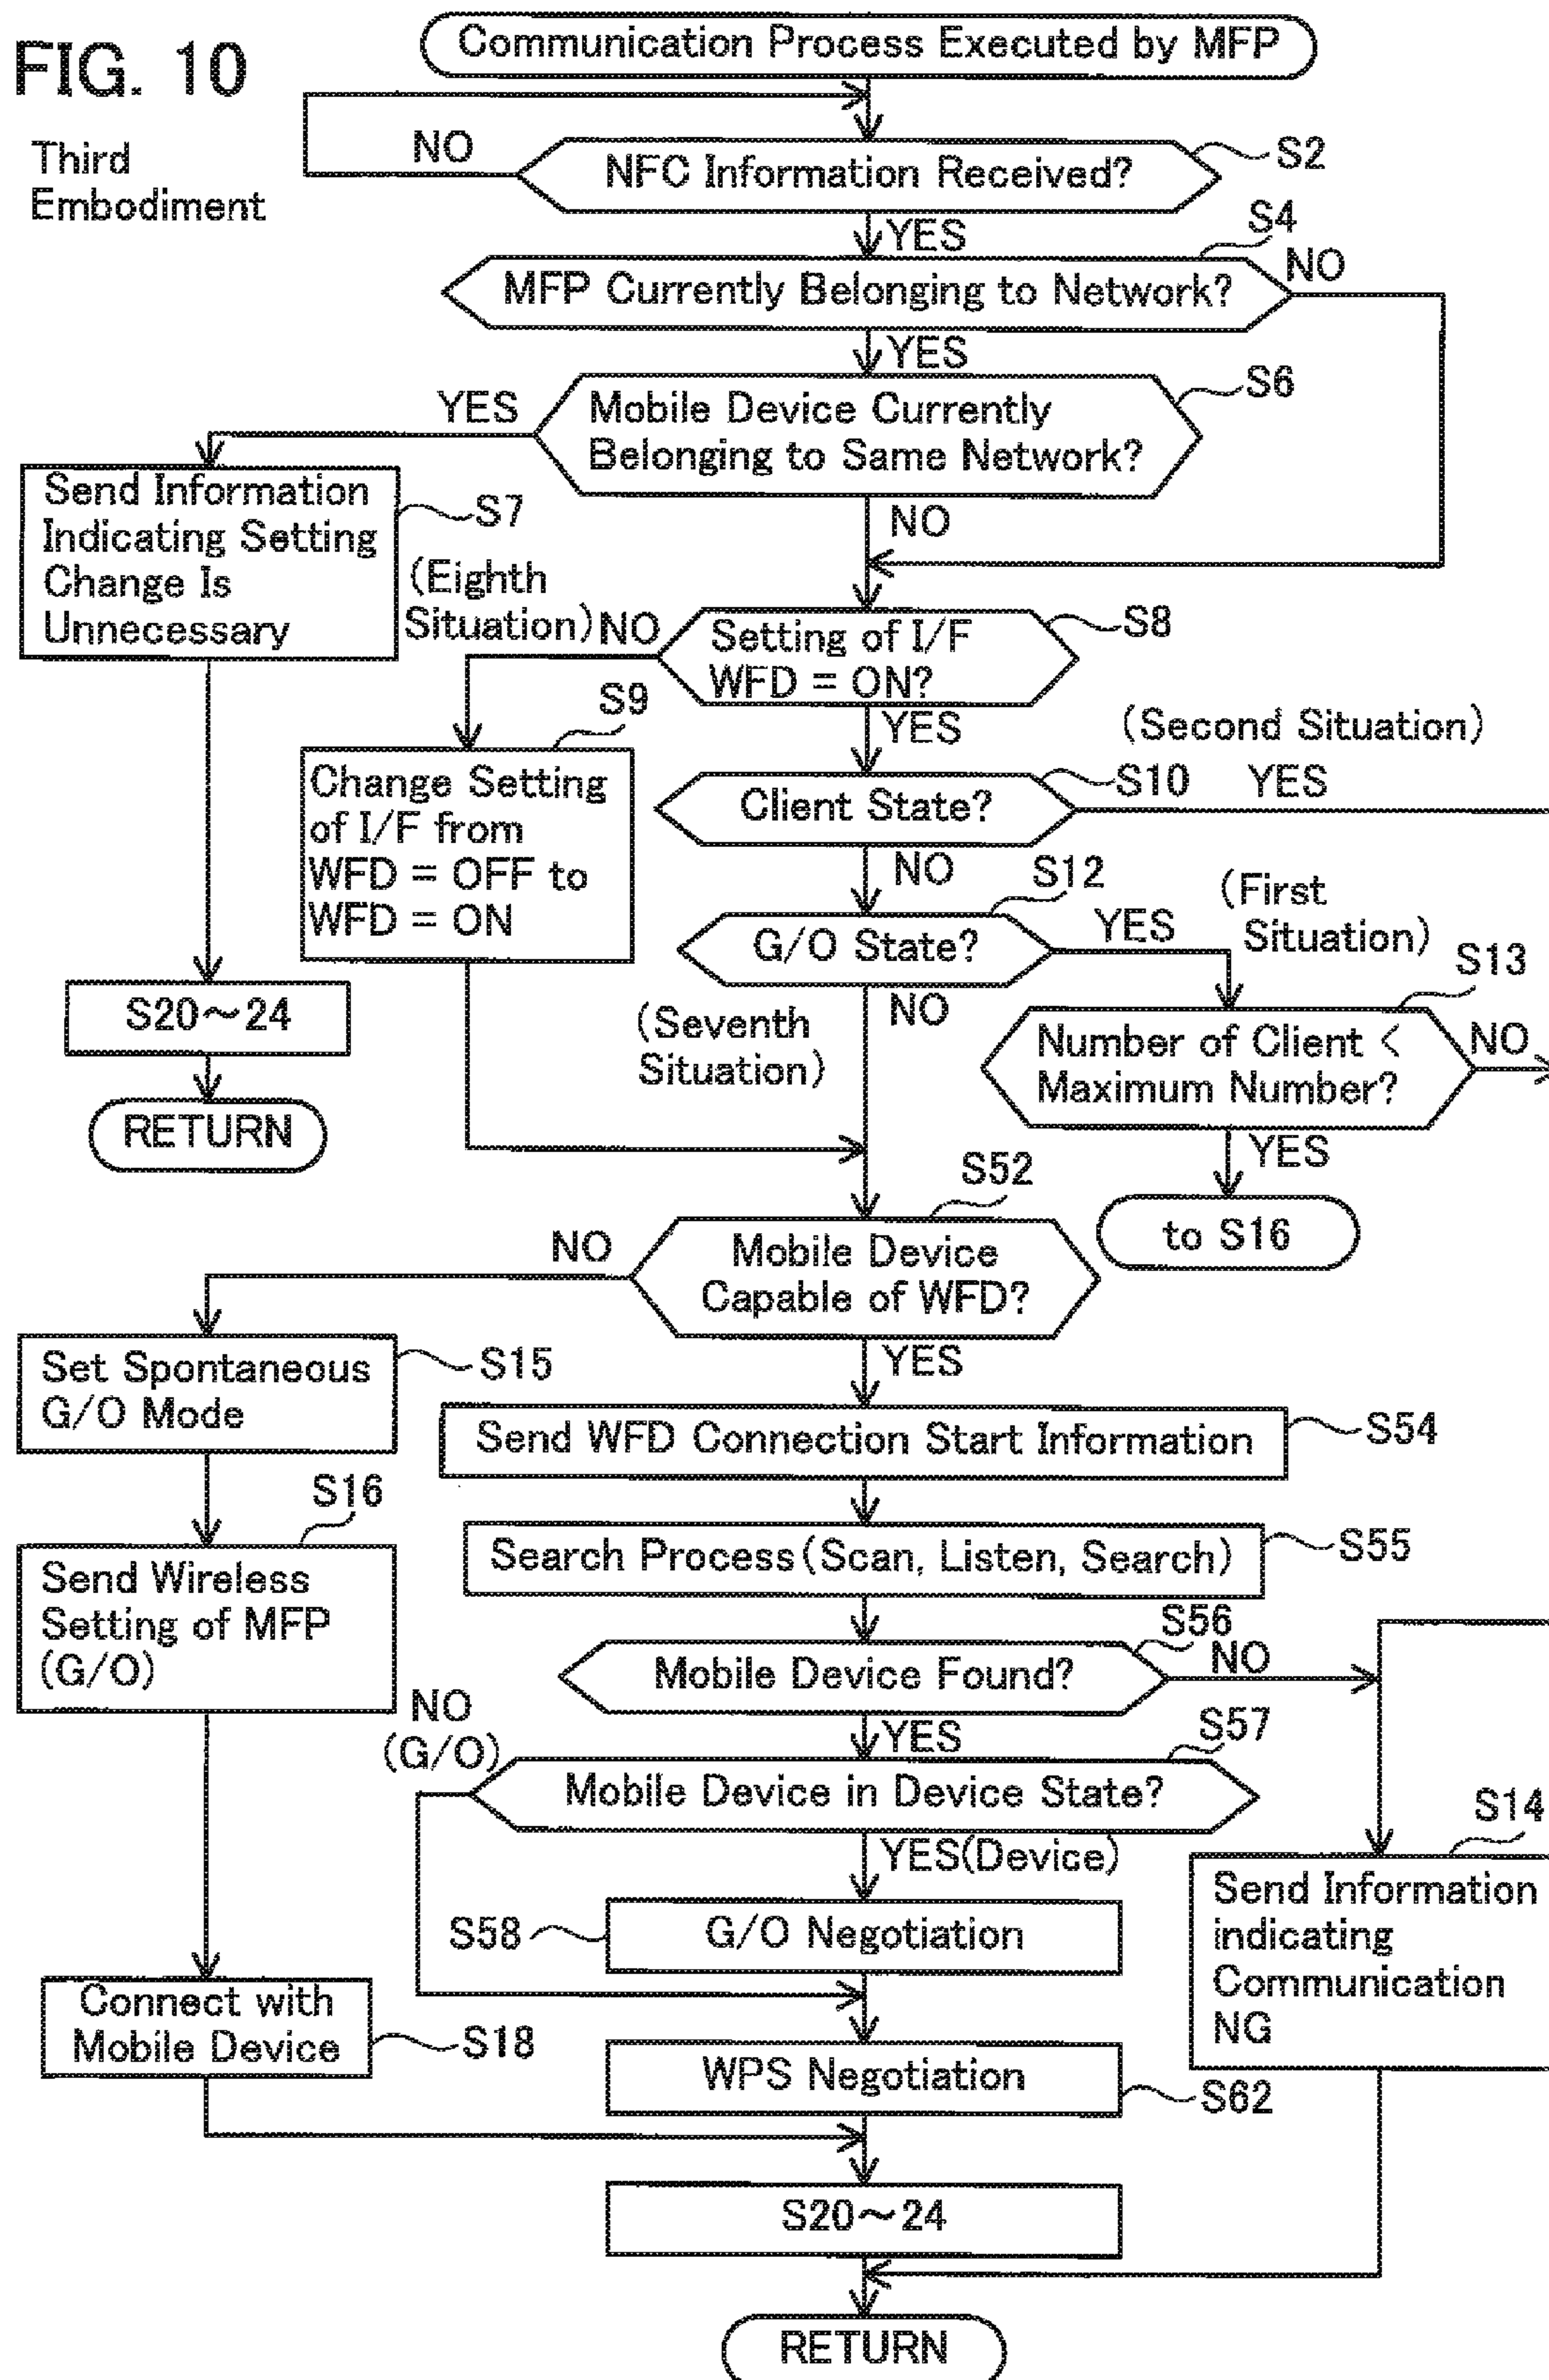 FIG. 10
Third
Embodiment
Communication Process Executed by MFP
NO
NFC Information Received?
S2
YES
S4
MFP Currently Belonging to Network?
NO
YES
S6
YES
Mobile Device Currently
Belonging to Same Network?
NO
Send Information
Indicating Setting
Change Is
Unnecessary
S7
(Eighth
Situation)
NO
Setting of I/F
WFD = ON?
S8
YES
S9
Change Setting
of I/F from
WFD = OFF to
WFD = ON
(Second Situation)
Client State?
S10
YES
NO
S12
G/O State?
YES
(First
Situation)
S13
NO
(Seventh
Situation)
Number of Client <
Maximum Number?
NO
YES
to S16
S20~24
RETURN
S52
NO
Mobile Device
Capable of WFD?
YES
Set Spontaneous
G/O Mode
S15
Send WFD Connection Start Information
S54
S16
Send Wireless
Setting of MFP
(G/O)
Search Process(Scan, Listen, Search)
S55
S56
Mobile Device Found?
NO
YES
NO
(G/O)
S57
Mobile Device in Device State?
YES(Device)
S14
Send Information
indicating
Communication
NG
S58
G/O Negotiation
Connect with
Mobile Device
S18
WPS Negotiation
S62
S20~24
RETURN